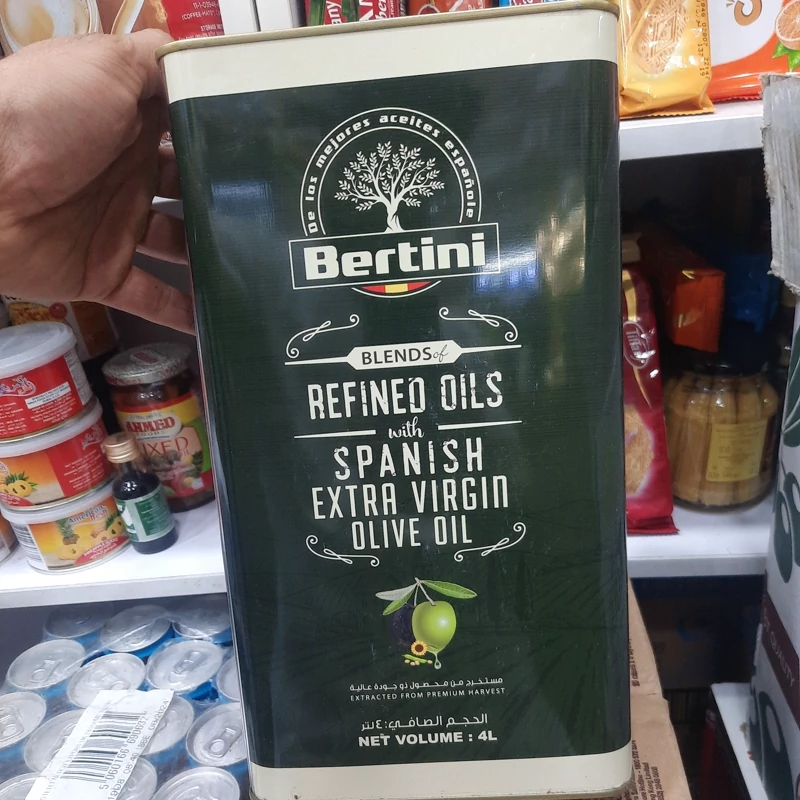 De los mejores aceites españole
Bertini
BLENDS of
REFINED OILS
with
SPANISH
EXTRA VIRGIN
OLIVE OIL
مستخرج من محصول ذو جودة عالية
EXTRACTED FROM PREMIUM HARVEST
الحجم الصافي: ٤ لتر
NET VOLUME : 4L
AHMED